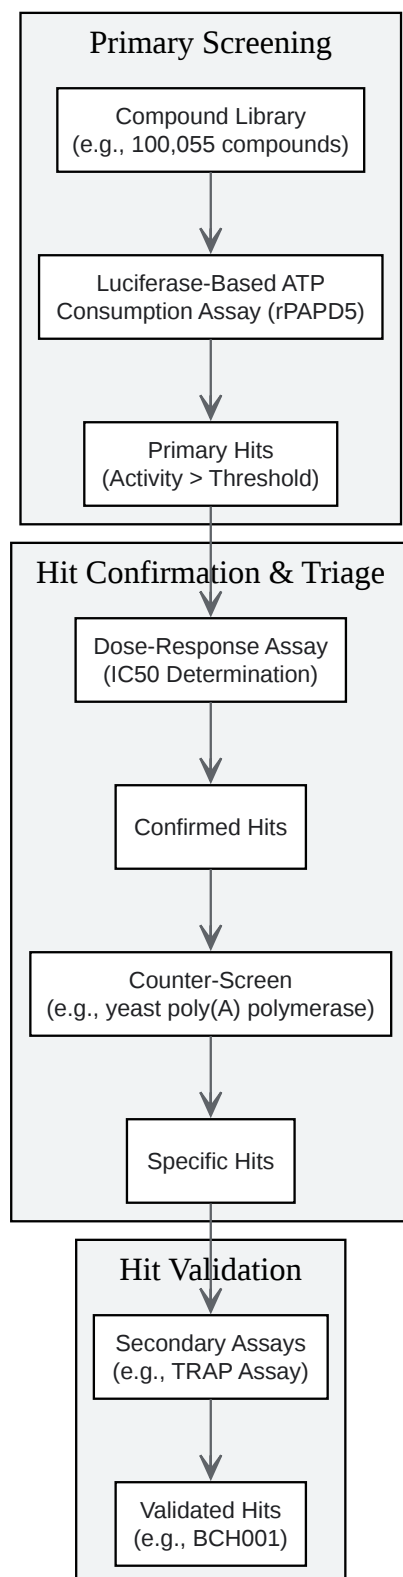 Primary Screening
Compound Library
(e.g., 100,055 compounds)
Luciferase-Based ATP
Consumption Assay (rPAPD5)
Primary Hits
(Activity > Threshold)
Hit Confirmation & Triage
Dose-Response Assay
(IC50 Determination)
Confirmed Hits
Counter-Screen
(e.g., yeast poly(A) polymerase)
Specific Hits
Hit Validation
Secondary Assays
(e.g., TRAP Assay)
Validated Hits
(e.g., BCH001)